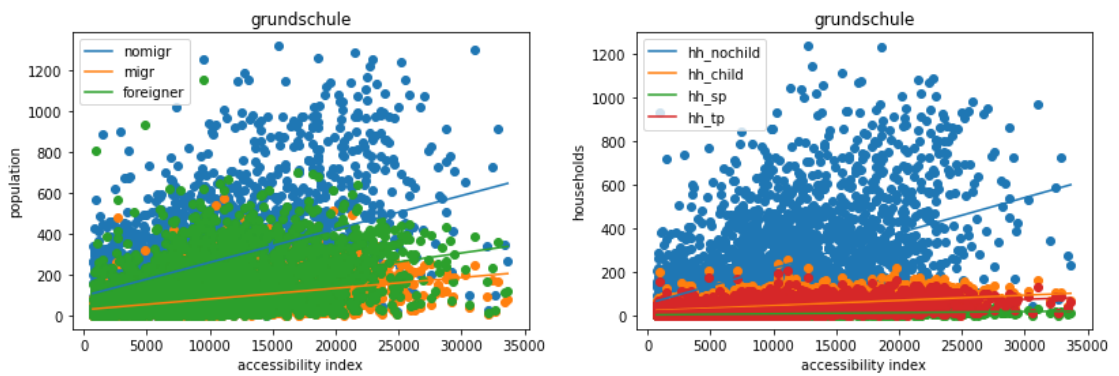 grundschule
nomigr
migr
foreigner
1200
1000
800
600
400
200
0
population
0 5000 10000 15000 20000 25000 30000 35000
accessibility index
grundschule
hh_nochild
hh_child
hh_sp
hh_tp
1200
1000
800
600
400
200
0
households
0 5000 10000 15000 20000 25000 30000 35000
accessibility index